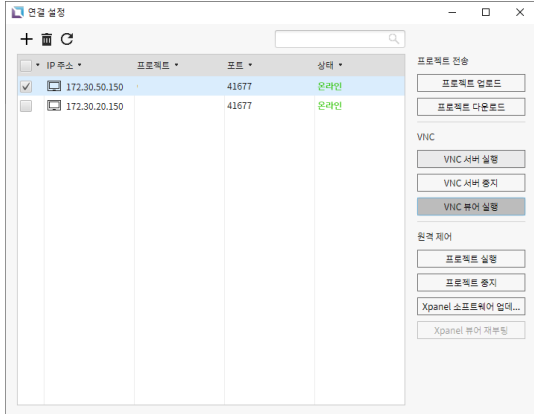 연결 설정
IP 주소 프로젝트 포트 상태
172.30.50.150 41677 온라인
172.30.20.150 41677 온라인
프로젝트 전송
프로젝트 업로드
프로젝트 다운로드
VNC
VNC 서버 실행
VNC 서버 중지
VNC 뷰어 실행
원격 제어
프로젝트 실행
프로젝트 중지
Xpanel 소프트웨어 업데...
Xpanel 뷰어 재부팅